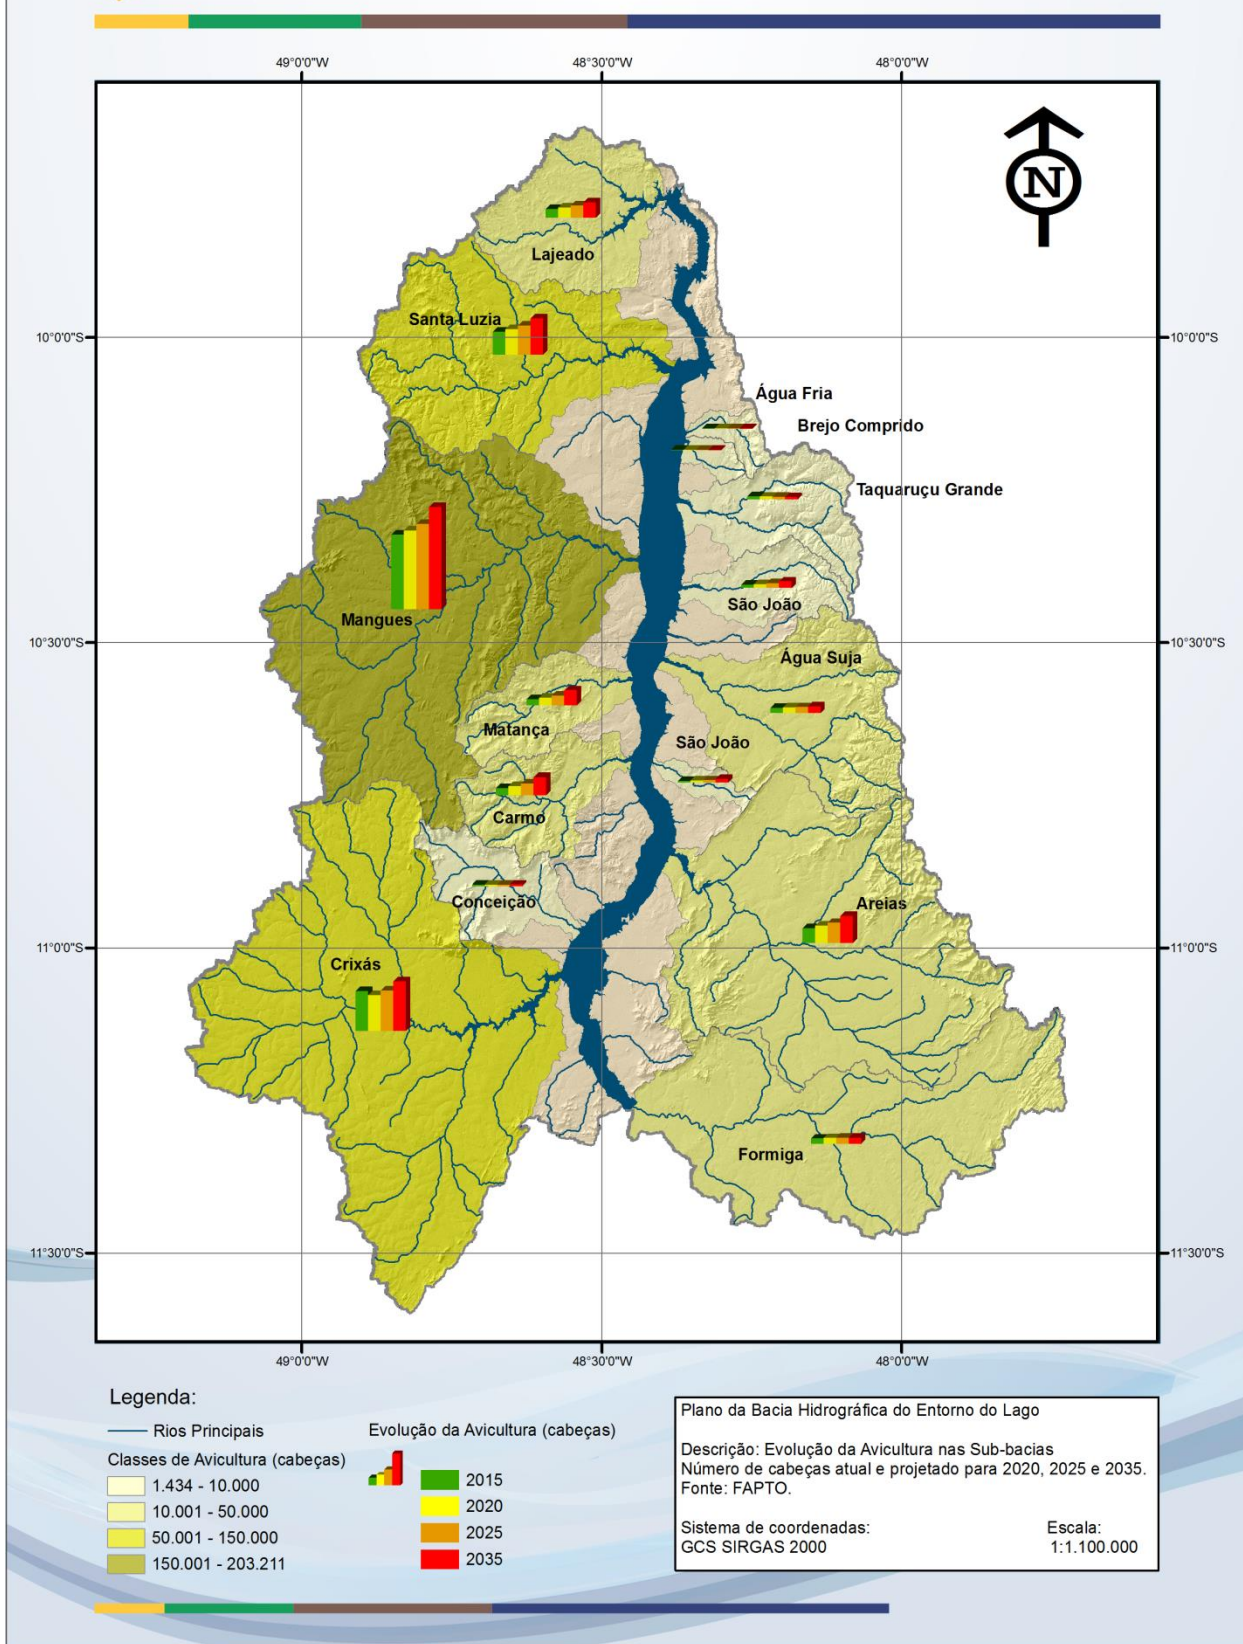 49°0'0"W
48°30'0"W
48°0'0"W
N
Lajeado
Santa Luzia
10°0'0"S
10°0'0"S
Água Fria
Brejo Comprido
Taquaruçu Grande
São João
Mangues
10°30'0"S
10°30'0"S
Água Suja
Matança
São João
Carmo
Conceição
Areias
11°0'0"S
11°0'0"S
Crixás
Formiga
11°30'0"S
11°30'0"S
49°0'0"W
48°30'0"W
48°0'0"W
Legenda:
Rios Principais
Classes de Avicultura (cabeças)
1.434 - 10.000
10.001 - 50.000
50.001 - 150.000
150.001 - 203.211
Evolução da Avicultura (cabeças)
2015
2020
2025
2035
Plano da Bacia Hidrográfica do Entorno do Lago
Descrição: Evolução da Avicultura nas Sub-bacias
Número de cabeças atual e projetado para 2020, 2025 e 2035.
Fonte: FAPTO.
Sistema de coordenadas:
GCS SIRGAS 2000
Escala:
1:1.100.000